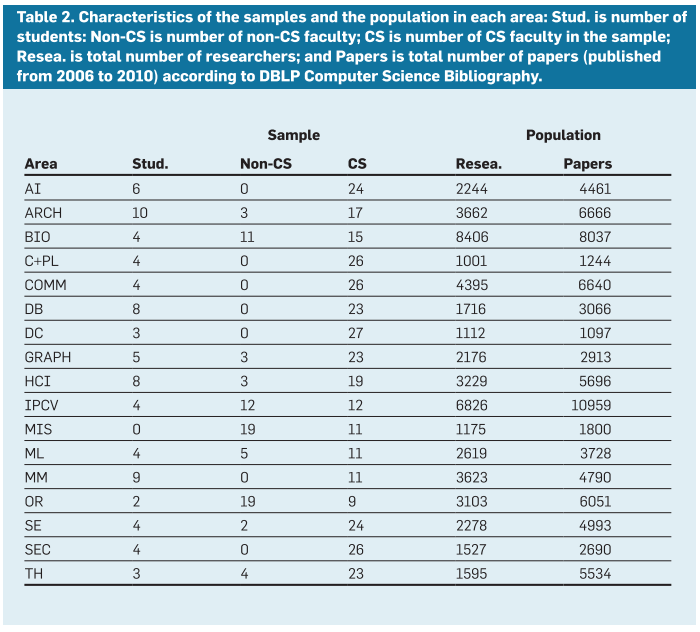 Table 2. Characteristics of the samples and the population in each area: Stud. is number of
students: Non-CS is number of non-CS faculty; CS is number of CS faculty in the sample;
Resea. is total number of researchers; and Papers is total number of papers (published
from 2006 to 2010) according to DBLP Computer Science Bibliography.
Sample Population
Area Stud. Non-CS CS Resea. Papers
AI 6 0 24 2244 4461
ARCH 10 3 17 3662 6666
BIO 4 11 15 8406 8037
C+PL 4 0 26 1001 1244
COMM 4 0 26 4395 6640
DB 8 0 23 1716 3066
DC 3 0 27 1112 1097
GRAPH 5 3 23 2176 2913
HCI 8 3 19 3229 5696
IPCV 4 12 12 6826 10959
MIS 0 19 11 1175 1800
ML 4 5 11 2619 3728
MM 9 0 11 3623 4790
OR 2 19 9 3103 6051
SE 4 2 24 2278 4993
SEC 4 0 26 1527 2690
TH 3 4 23 1595 5534